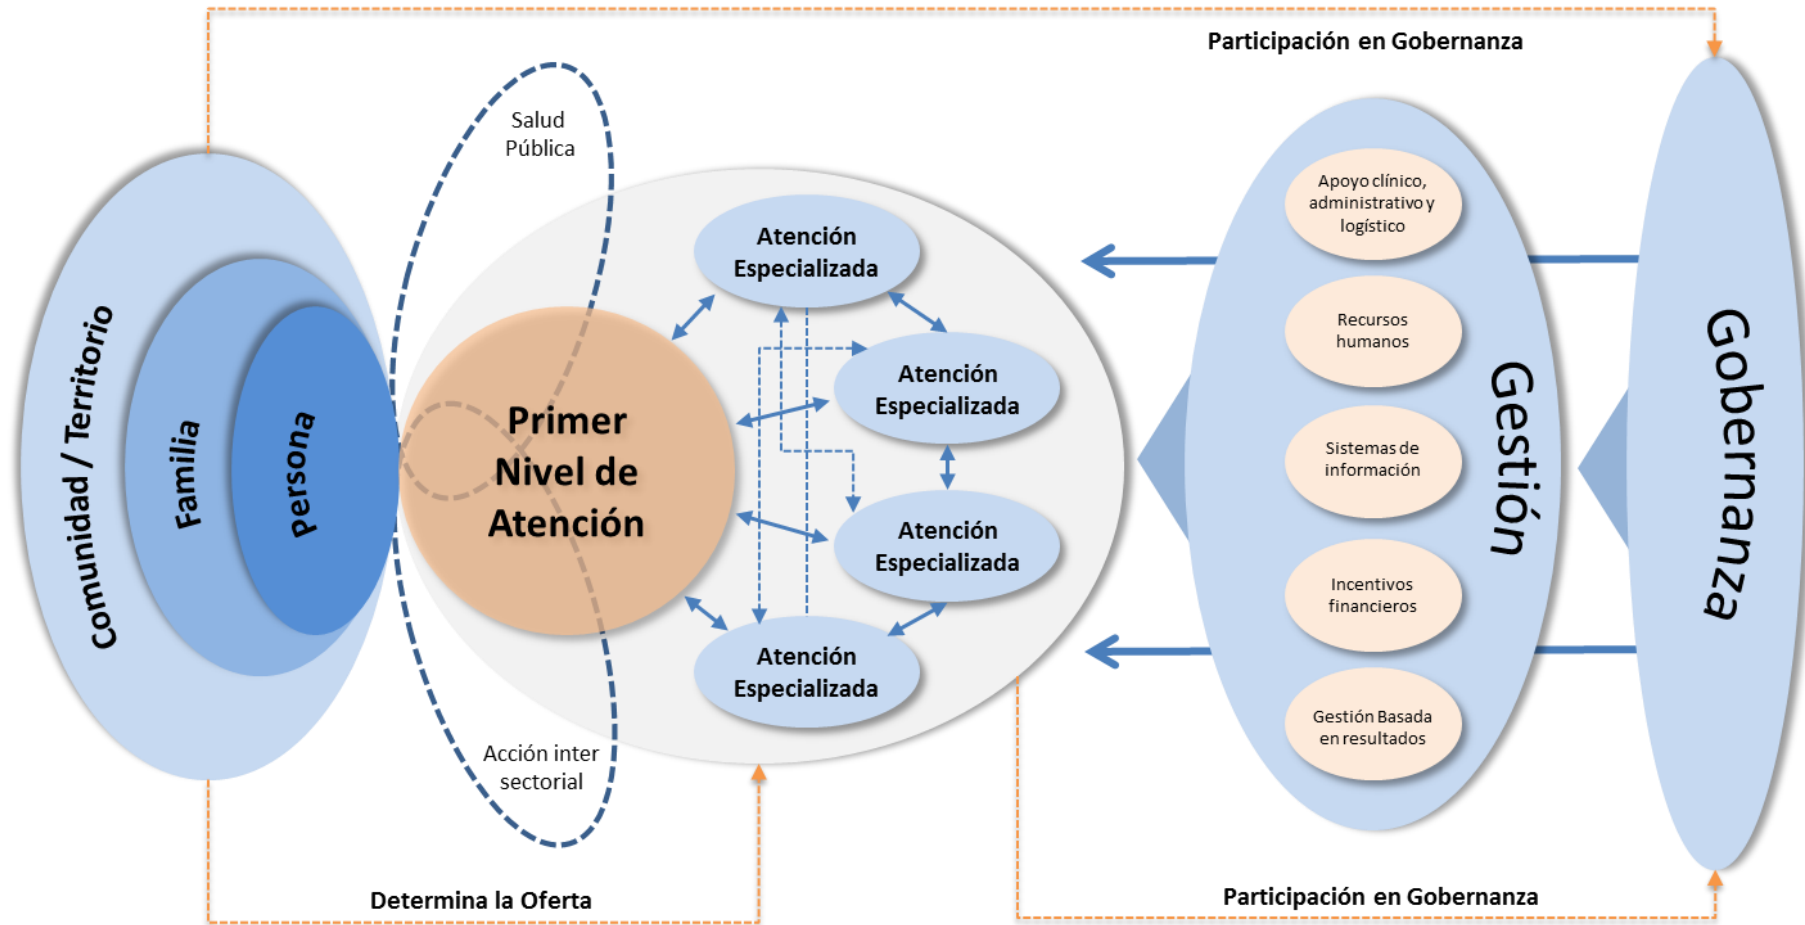 Participación en Gobernanza
Salud
Pública
Comunidad / Territorio
Familia
Persona
Primer
Nivel de
Atención
Atención
Especializada
Atención
Especializada
Atención
Especializada
Atención
Especializada
Acción inter
sectorial
Apoyo clínico,
administrativo y
logístico
Recursos
humanos
Sistemas de
información
Incentivos
financieros
Gestión Basada
en resultados
Gestión
Gobernanza
Determina la Oferta
Participación en Gobernanza